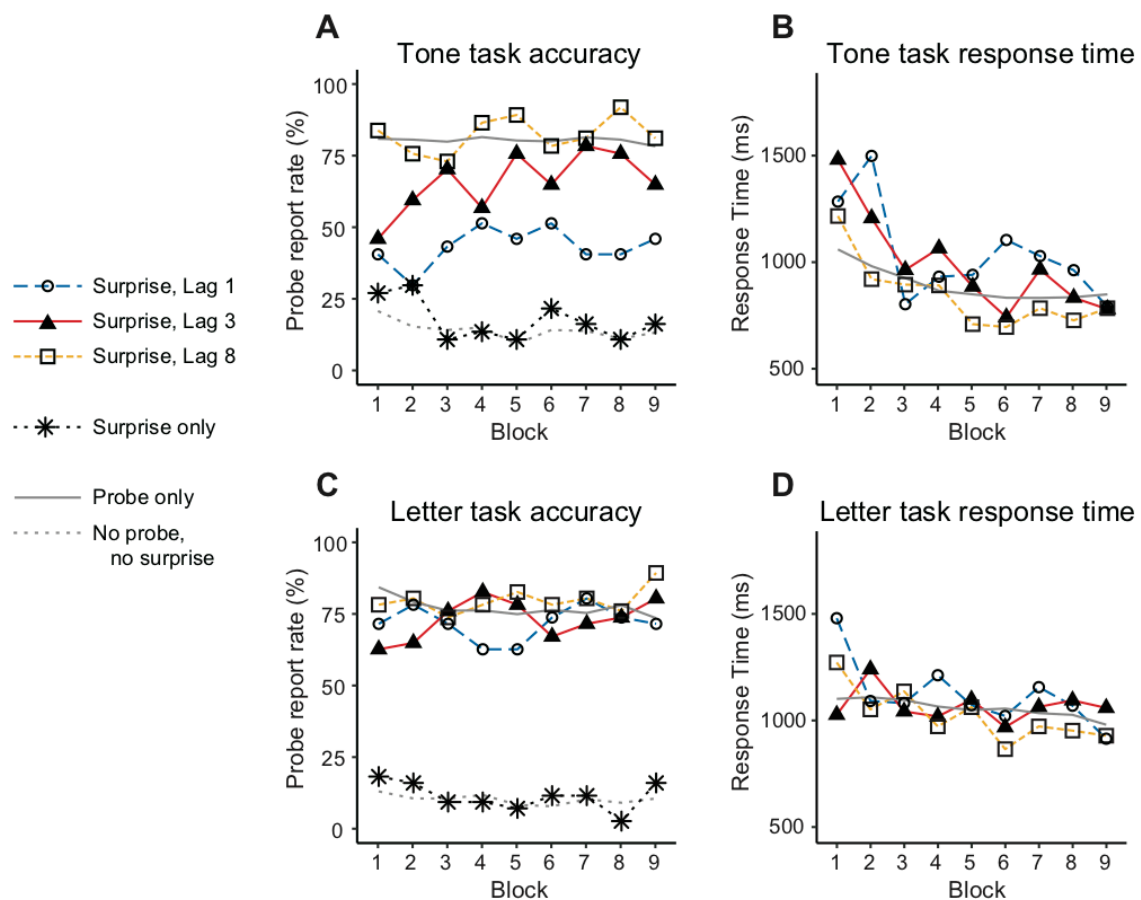 A
Tone task accuracy
Probe report rate (%)
100
75
50
25
0
1 2 3 4 5 6 7 8 9
Block
B
Tone task response time
Response Time (ms)
1500
1000
500
1 2 3 4 5 6 7 8 9
Block
Surprise, Lag 1
Surprise, Lag 3
Surprise, Lag 8
Surprise only
Probe only
No probe,
no surprise
C
Letter task accuracy
Probe report rate (%)
100
75
50
25
0
1 2 3 4 5 6 7 8 9
Block
D
Letter task response time
Response Time (ms)
1500
1000
500
1 2 3 4 5 6 7 8 9
Block